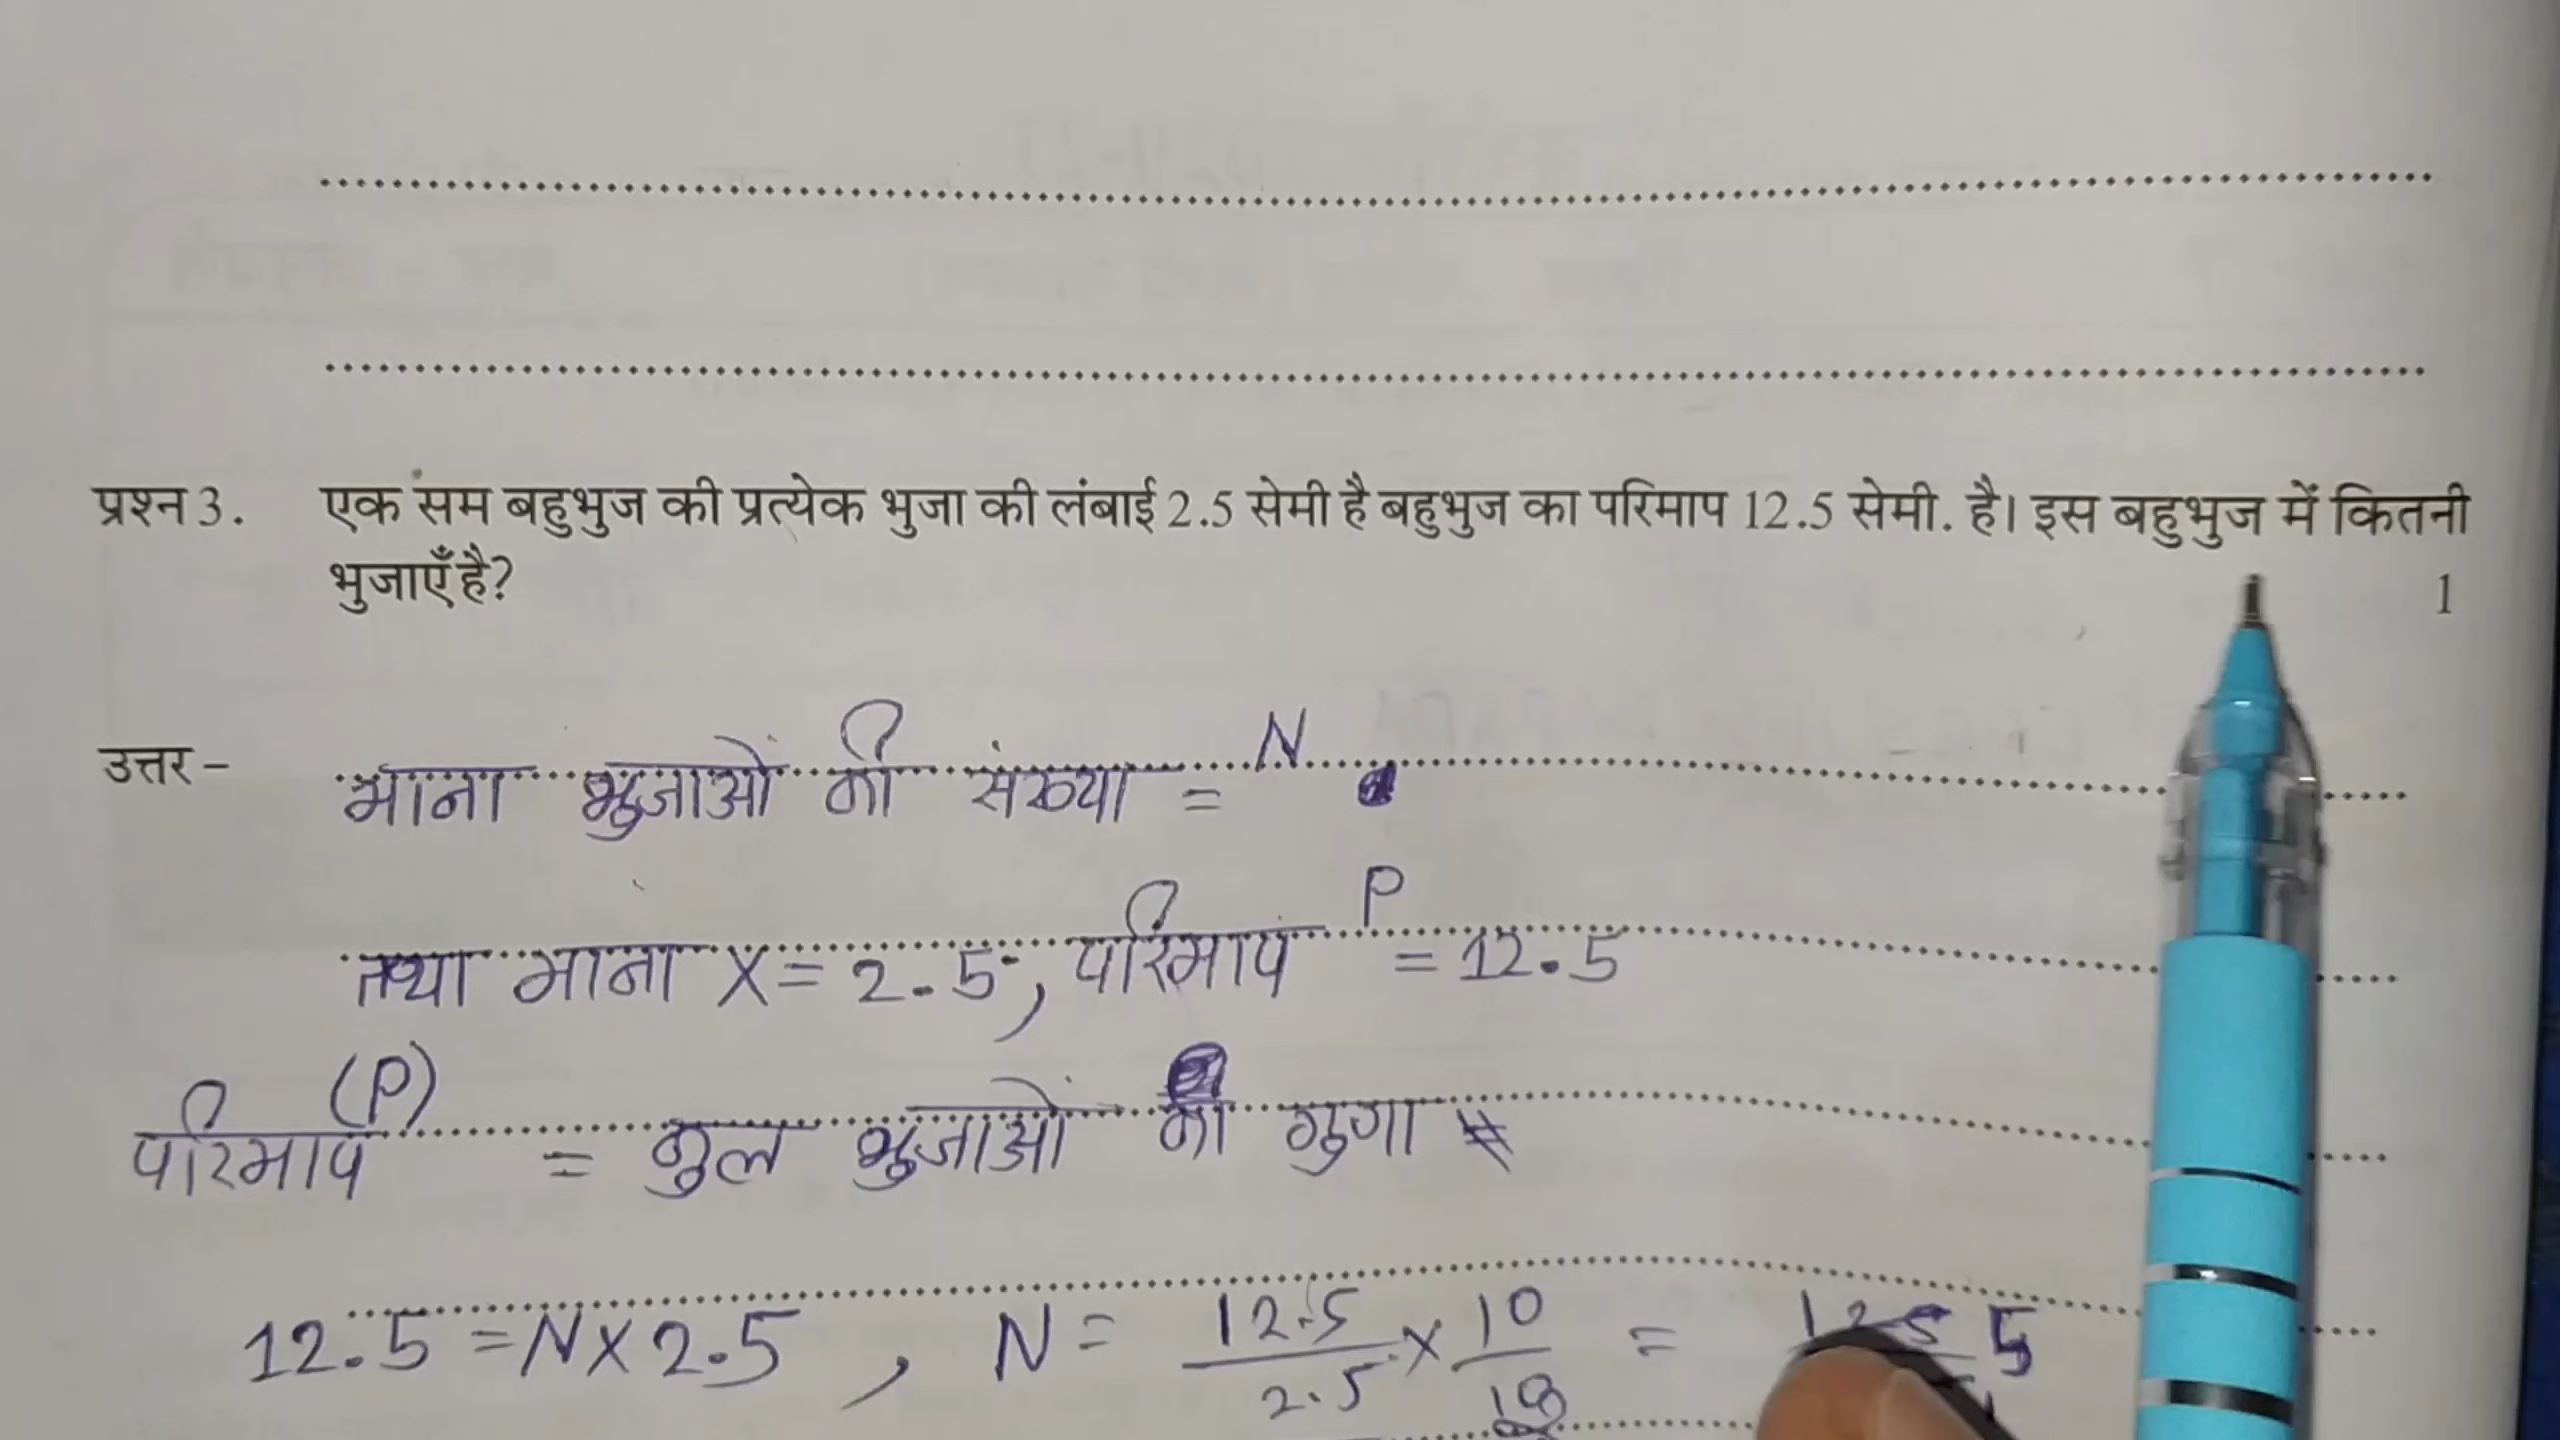 प्रश्न 3. एक सम बहुभुज की प्रत्येक भुजा की लंबाई 2.5 सेमी है बहुभुज का परिमाप 12.5 सेमी. है। इस बहुभुज में कितनी
भुजाएँ है? 1
उत्तर – माना भुजाओं की संख्या = N
तथा माना X = 2.5, परिमाप P = 12.5
परिमाप (P) = कुल भुजाओं का गुणा
12.5 = N X 2.5 , N = 12.5/2.5 X 10/10 = 5